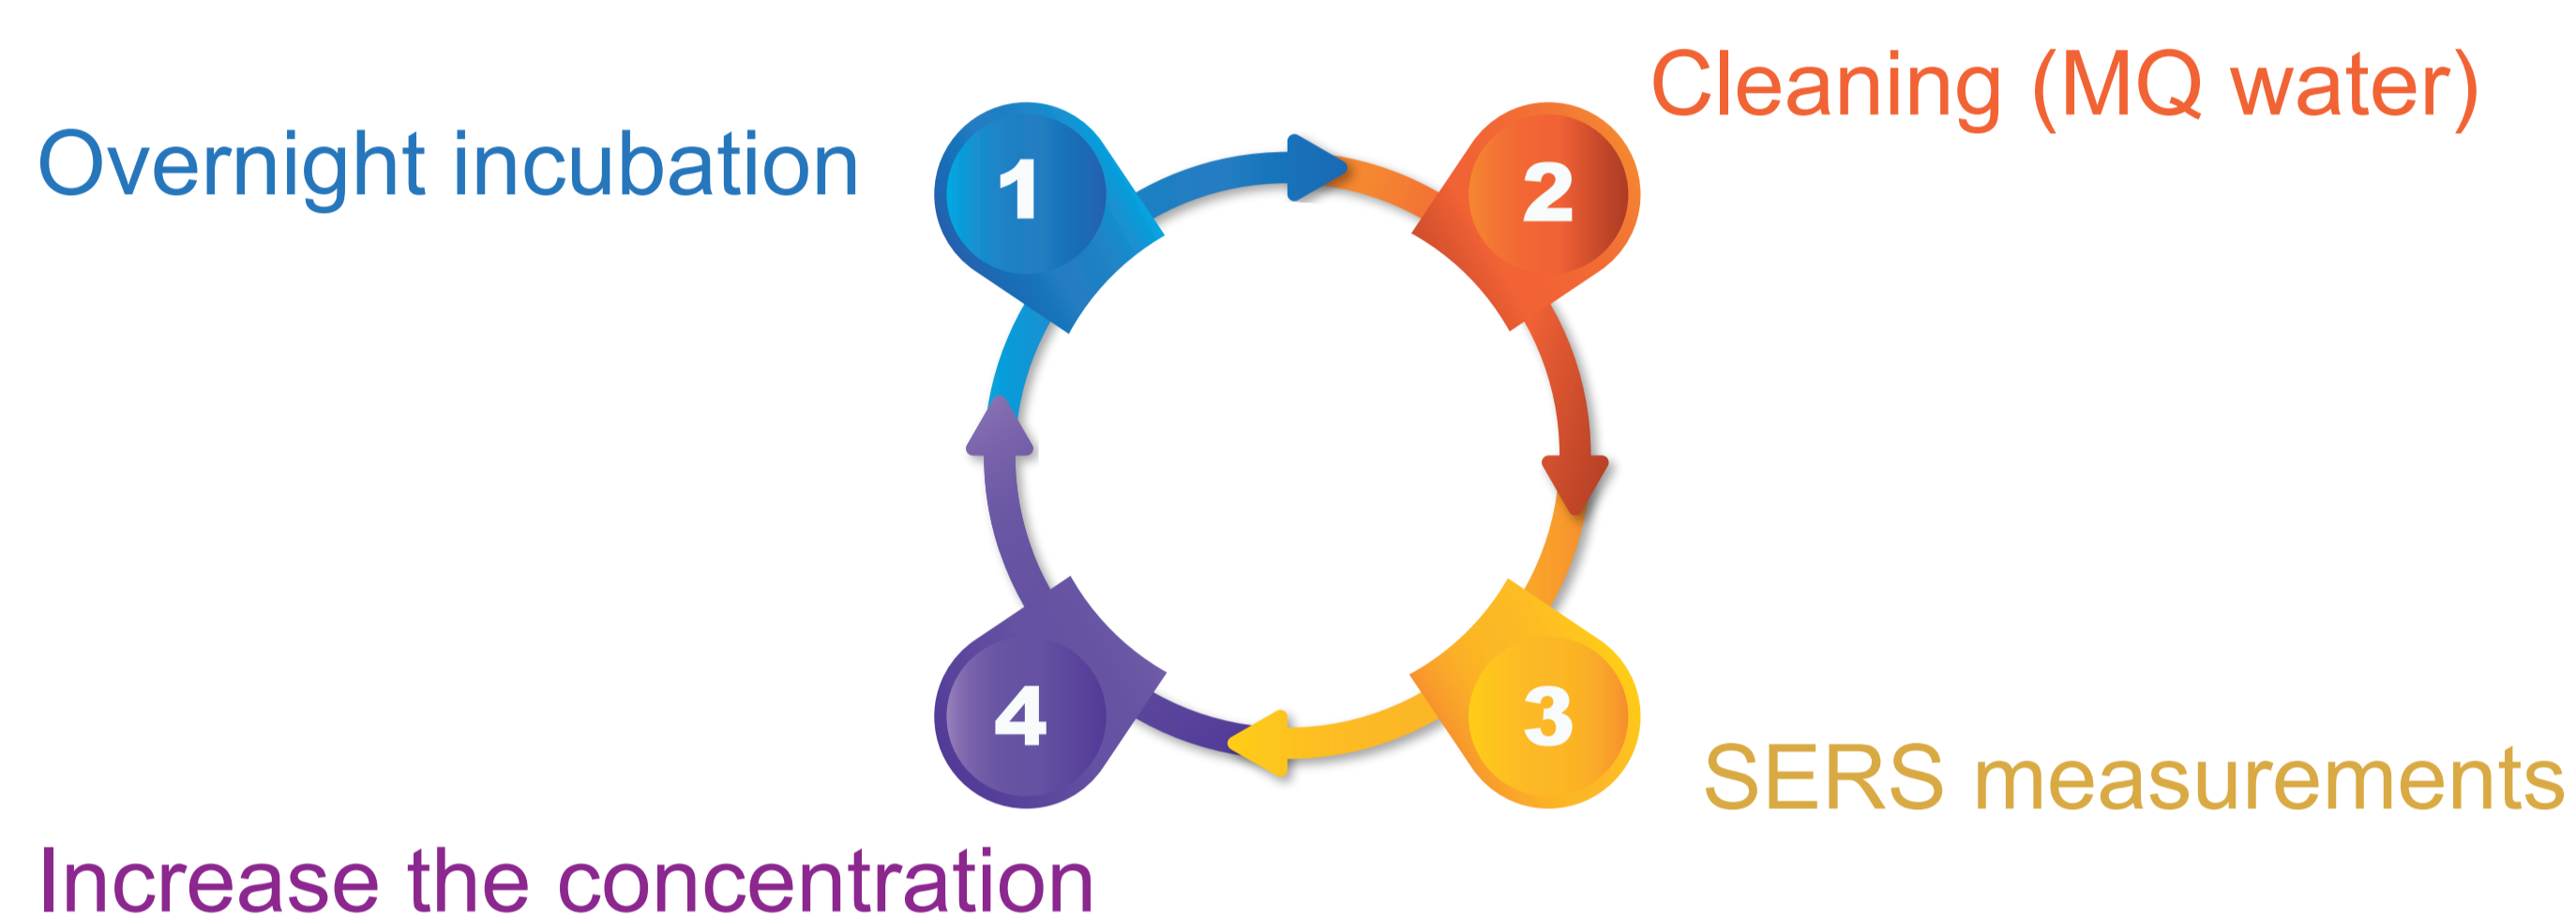 Overnight incubation
1
2
Cleaning (MQ water)
4
3
SERS measurements
Increase the concentration